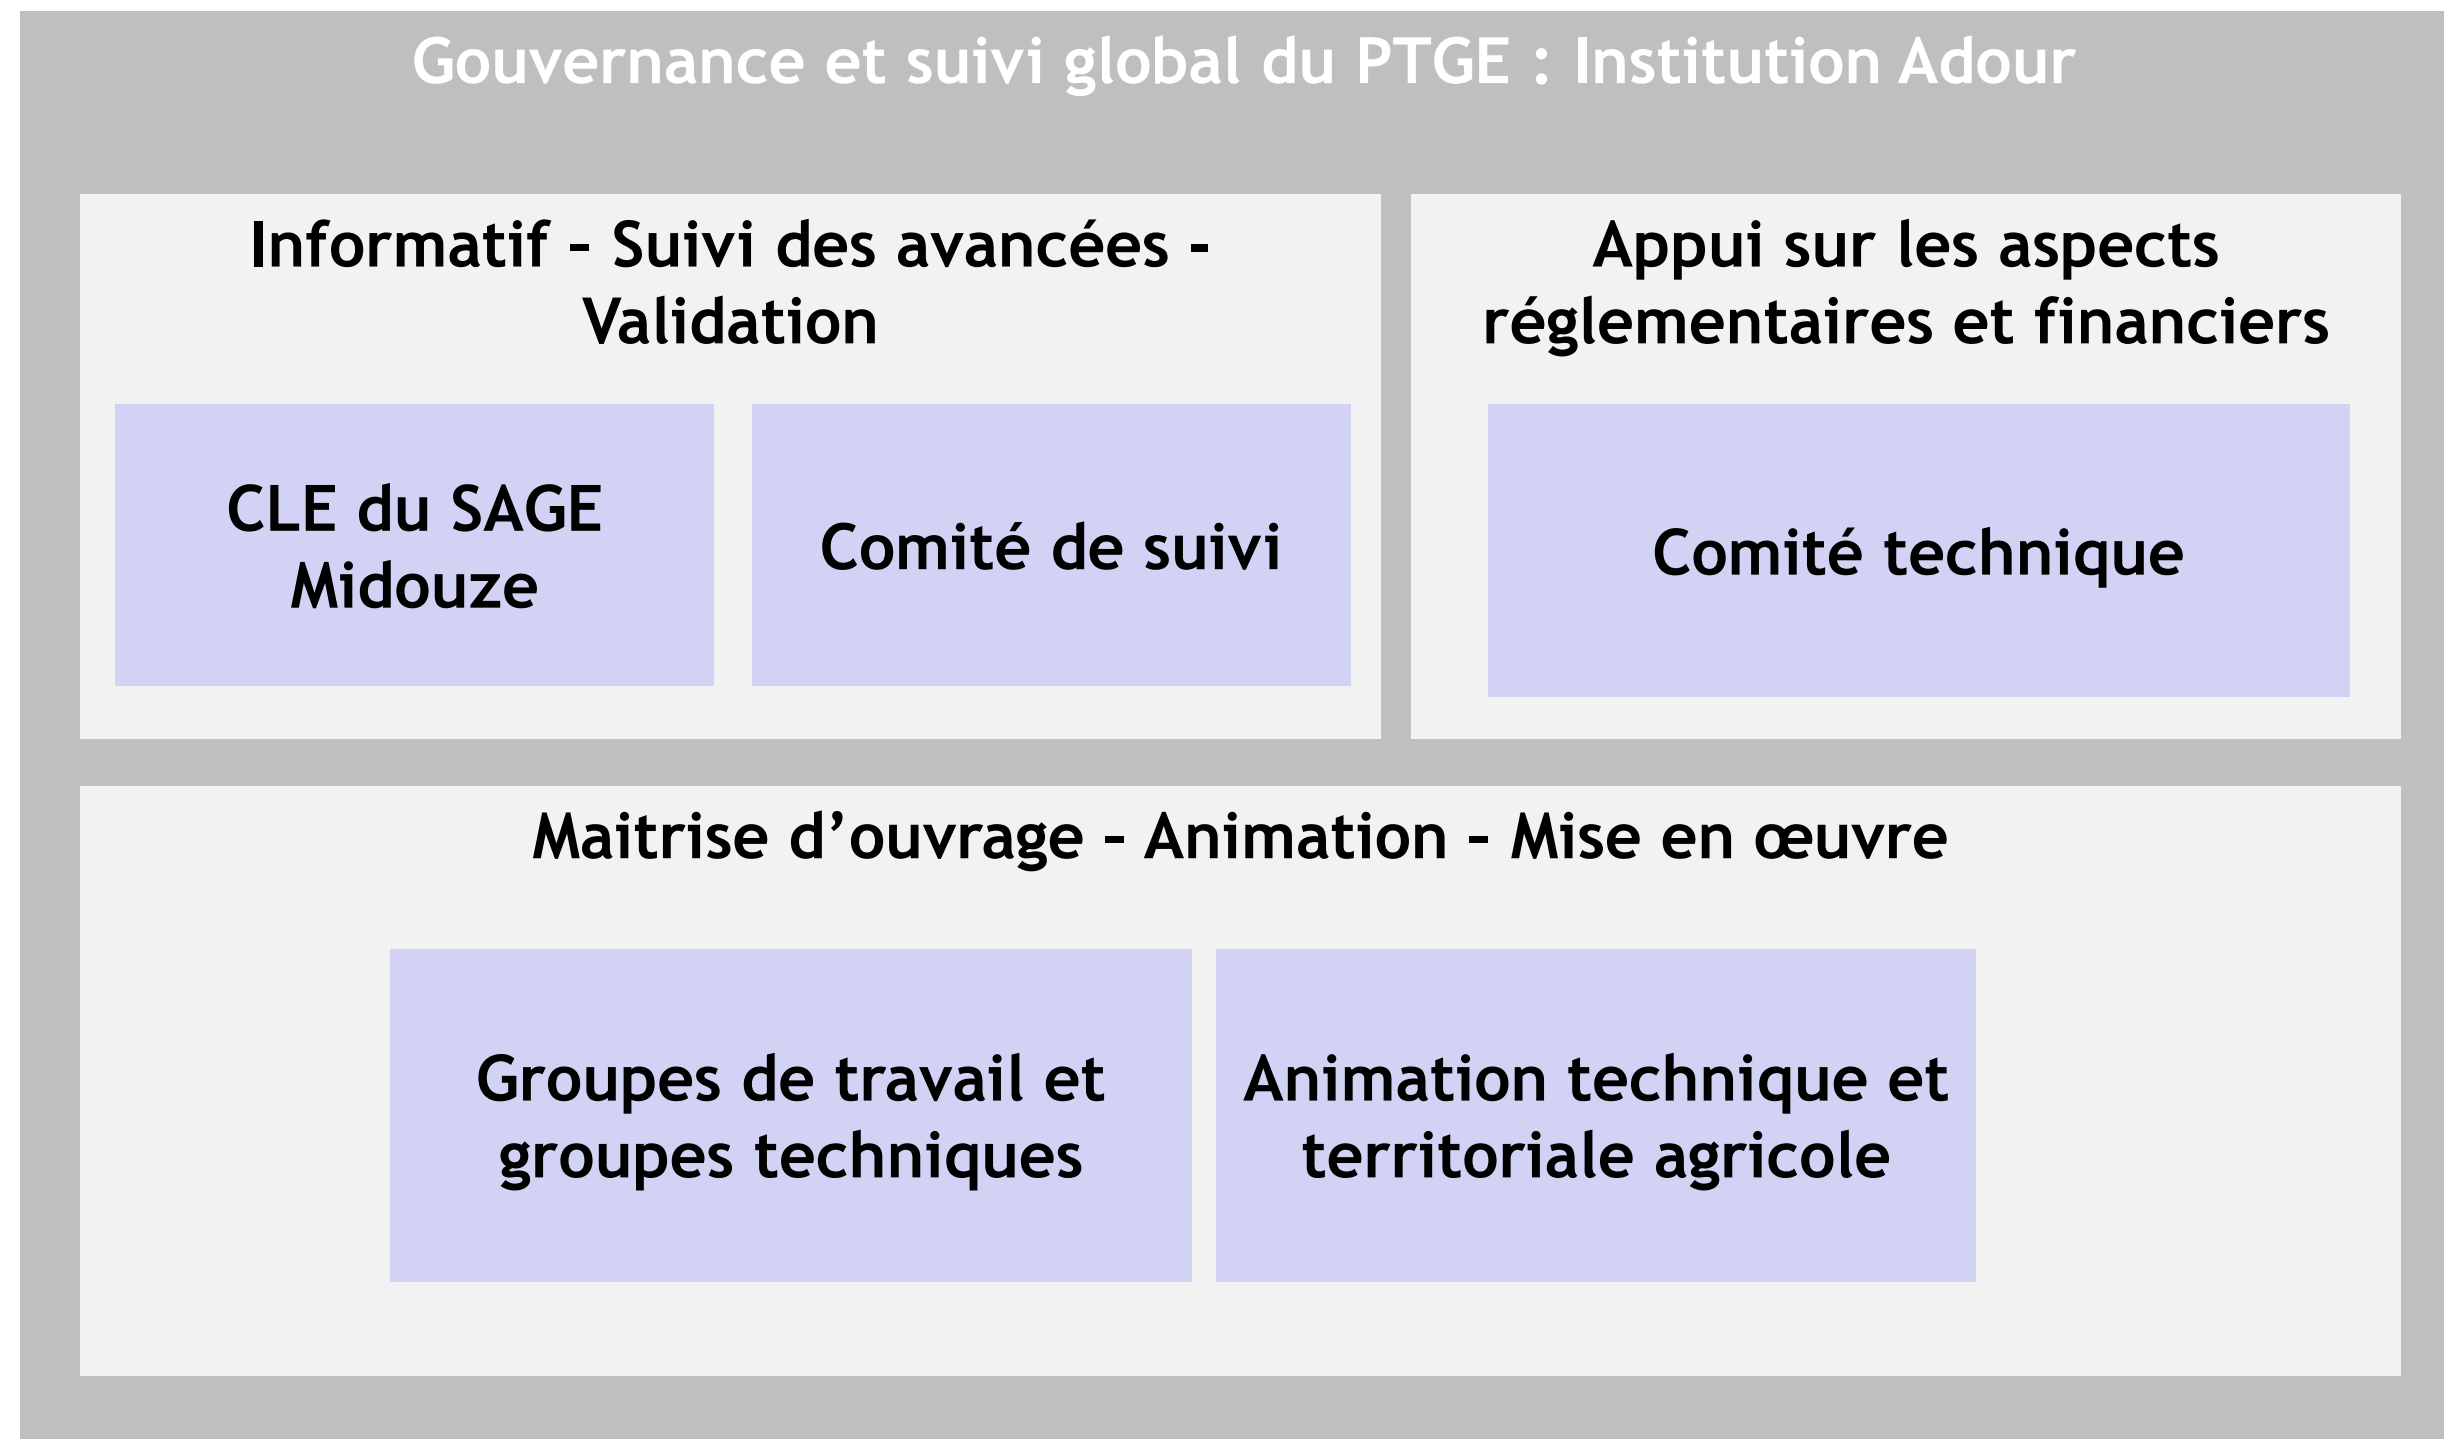 Gouvernance et suivi global du PTGE : Institution Adour
Informatif – Suivi des avancées -
Validation
Appui sur les aspects
réglementaires et financiers
CLE du SAGE
Midouze
Comité de suivi
Comité technique
Maitrise d’ouvrage – Animation – Mise en œuvre
Groupes de travail et
groupes techniques
Animation technique et
territoriale agricole